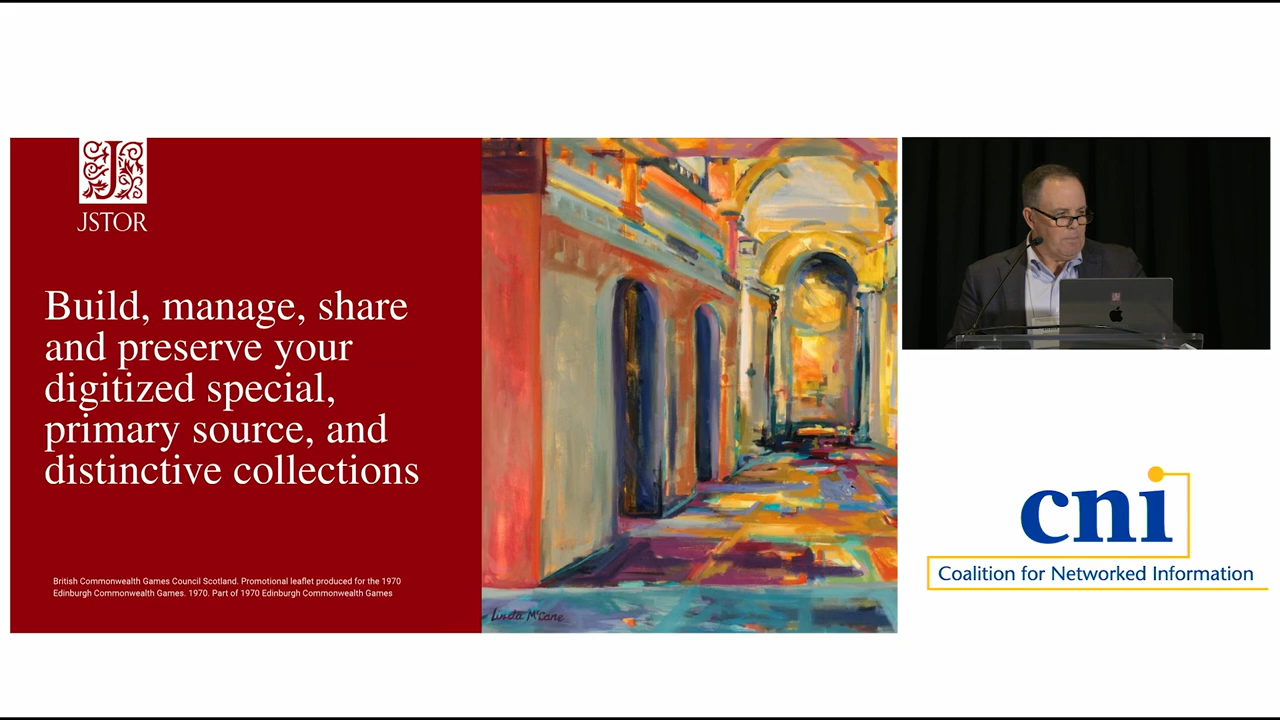 JSTOR
Build, manage, share
and preserve your
digitized special,
primary source, and
distinctive collections
British Commonwealth Games Council Scotland. Promotional leaflet produced for the 1970
Edinburgh Commonwealth Games. 1970. Part of 1970 Edinburgh Commonwealth Games
Linda McCane
cni
Coalition for Networked Information